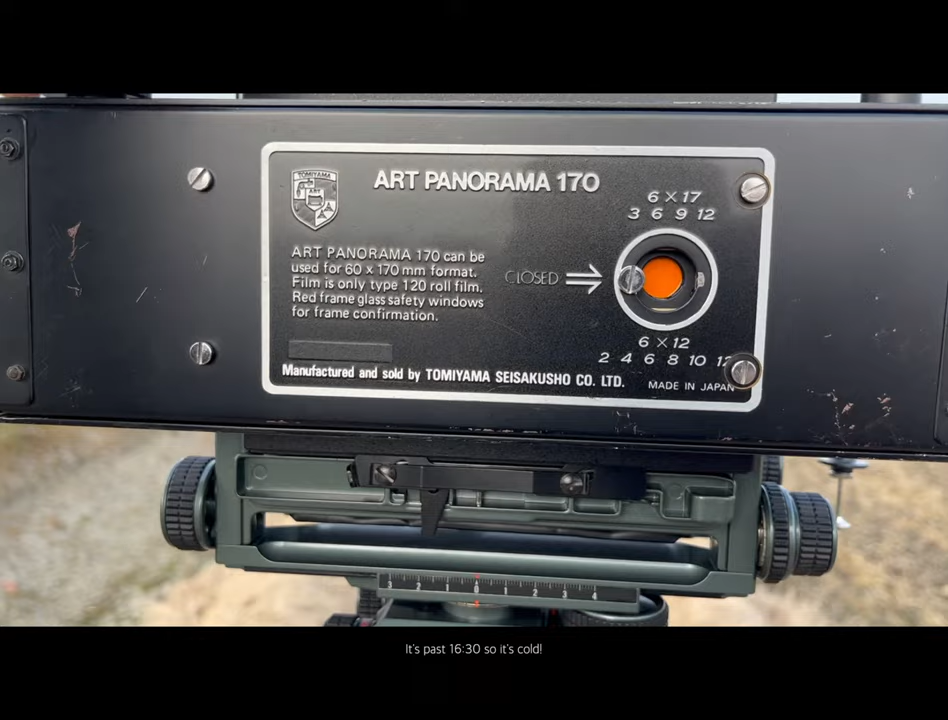 TOMIYAMA
ART
ART PANORAMA 170
6 × 17
3 6 9 12
ART PANORAMA 170 can be
used for 60 x 170 mm format.
Film is only type 120 roll film.
Red frame glass safety windows
for frame confirmation.
CLOSED
6 × 12
2 4 6 8 10 12
Manufactured and sold by TOMIYAMA SEISAKUSHO CO. LTD.
MADE IN JAPAN
3 2 1 0 1 2 3 4
It's past 16:30 so it's cold!